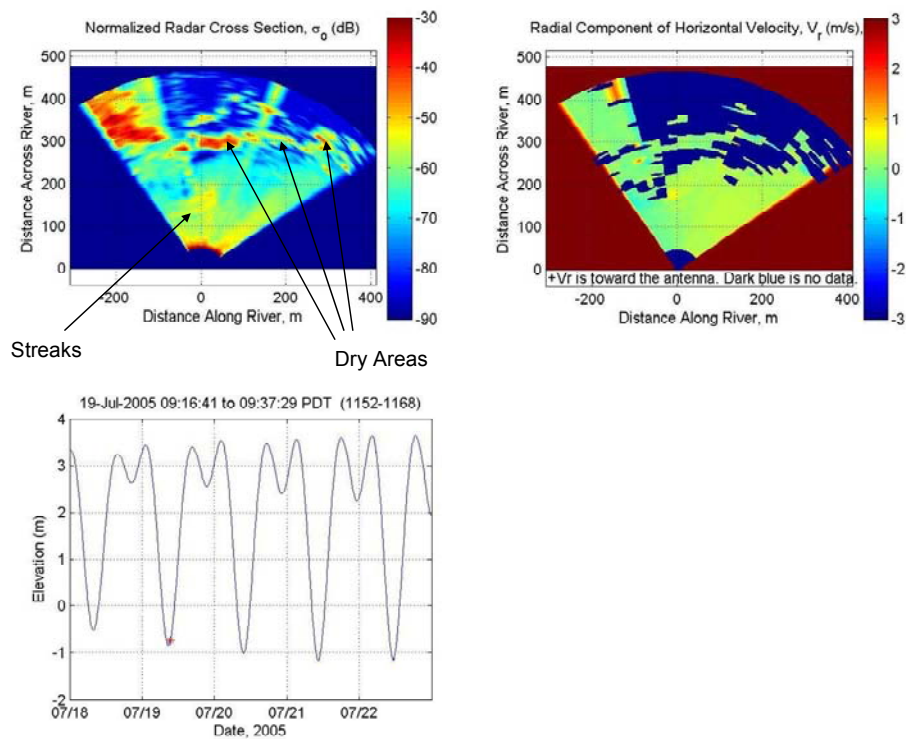 Normalized Radar Cross Section, σo (dB)
500
400
300
200
100
0
Distance Across River, m
-200 0 200 400
Distance Along River, m
-30
-40
-50
-60
-70
-80
-90
Streaks
Dry Areas
Radial Component of Horizontal Velocity, Vr (m/s),
500
400
300
200
100
0
Distance Across River, m
+Vr is toward the antenna. Dark blue is no data.
-200 0 200 400
Distance Along River, m
3
2
1
0
-1
-2
-3
19-Jul-2005 09:16:41 to 09:37:29 PDT (1152-1168)
4
3
2
1
0
-1
-2
Elevation (m)
07/18 07/19 07/20 07/21 07/22
Date, 2005